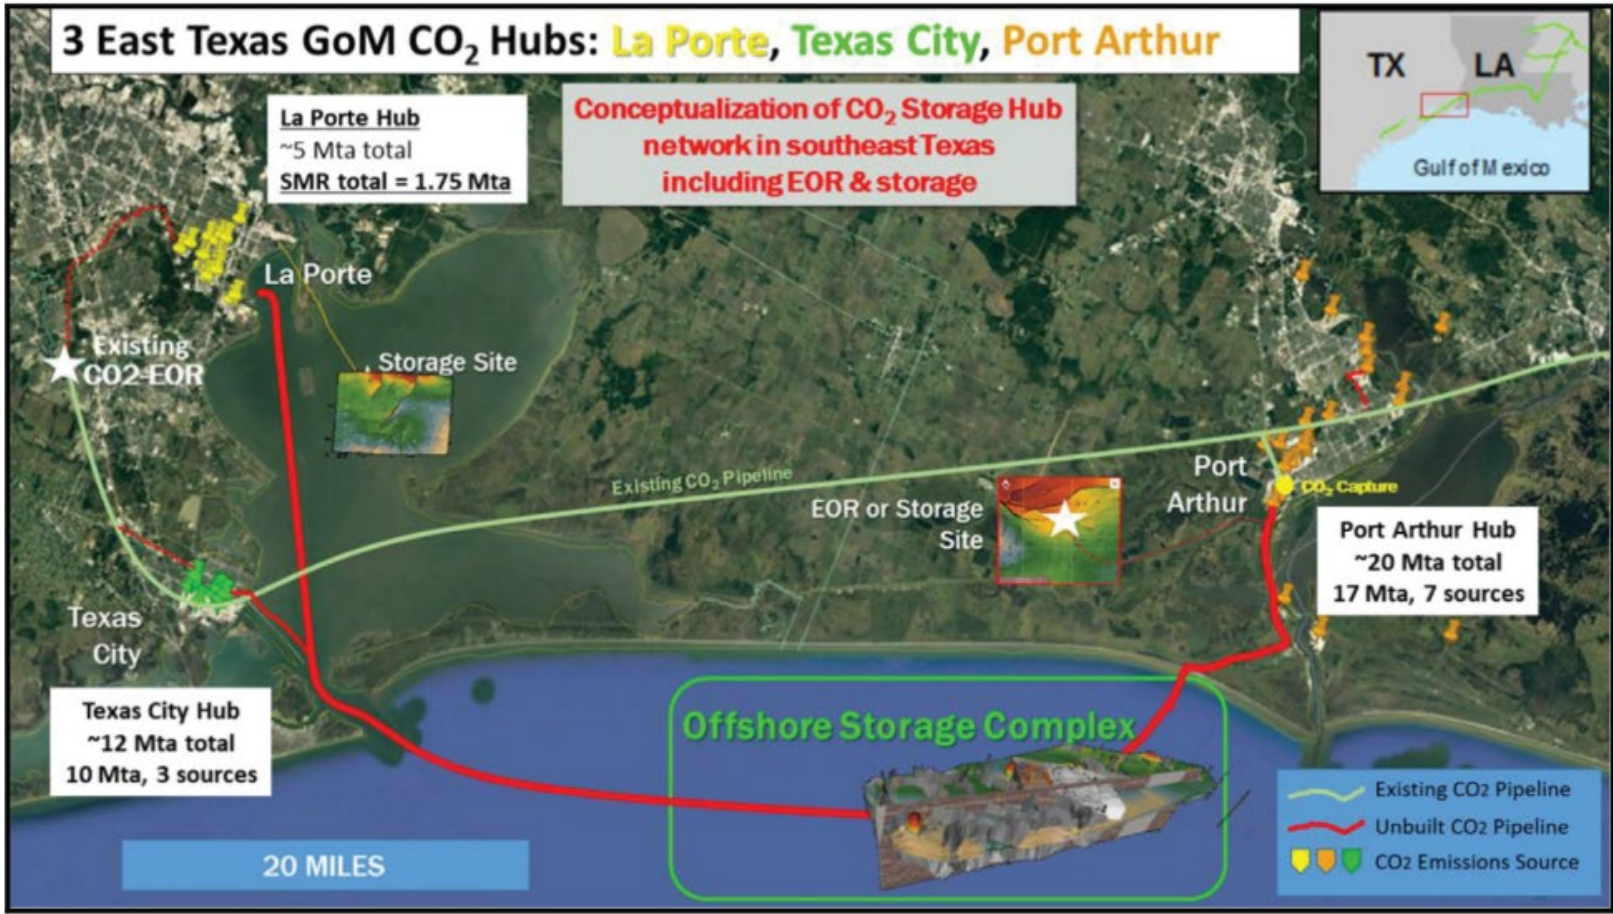 3 East Texas GoM CO₂ Hubs: La Porte, Texas City, Port Arthur
TX
LA
Gulf of Mexico
La Porte Hub
~5 Mta total
SMR total = 1.75 Mta
Conceptualization of CO₂ Storage Hub
network in southeast Texas
including EOR & storage
La Porte
Existing
CO2-EOR
Storage Site
Existing CO₂ Pipeline
EOR or Storage
Site
Port
Arthur
CO₂ Capture
Port Arthur Hub
~20 Mta total
17 Mta, 7 sources
Texas
City
Texas City Hub
~12 Mta total
10 Mta, 3 sources
Offshore Storage Complex
20 MILES
Existing CO2 Pipeline
Unbuilt CO2 Pipeline
CO2 Emissions Source